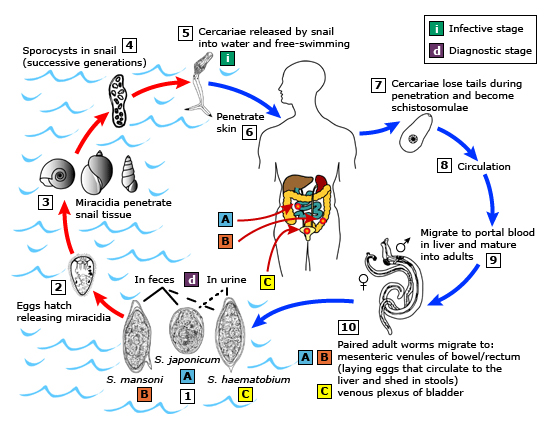 i Infective stage
d Diagnostic stage
5 Cercariae released by snail
into water and free-swimming
i
4
Sporocysts in snail
(successive generations)
7 Cercariae lose tails during
penetration and become
schistosomulae
Penetrate
skin 6
8 Circulation
3 Miracidia penetrate
snail tissue
A
B
C
Migrate to portal blood
in liver and mature
into adults 9
♂
♀
2
Eggs hatch
releasing miracidia
In feces d In urine
S. japonicum
A
S. mansoni
B
1
S. haematobium
C
10
Paired adult worms migrate to:
A B mesenteric venules of bowel/rectum
(laying eggs that circulate to the
liver and shed in stools)
C venous plexus of bladder